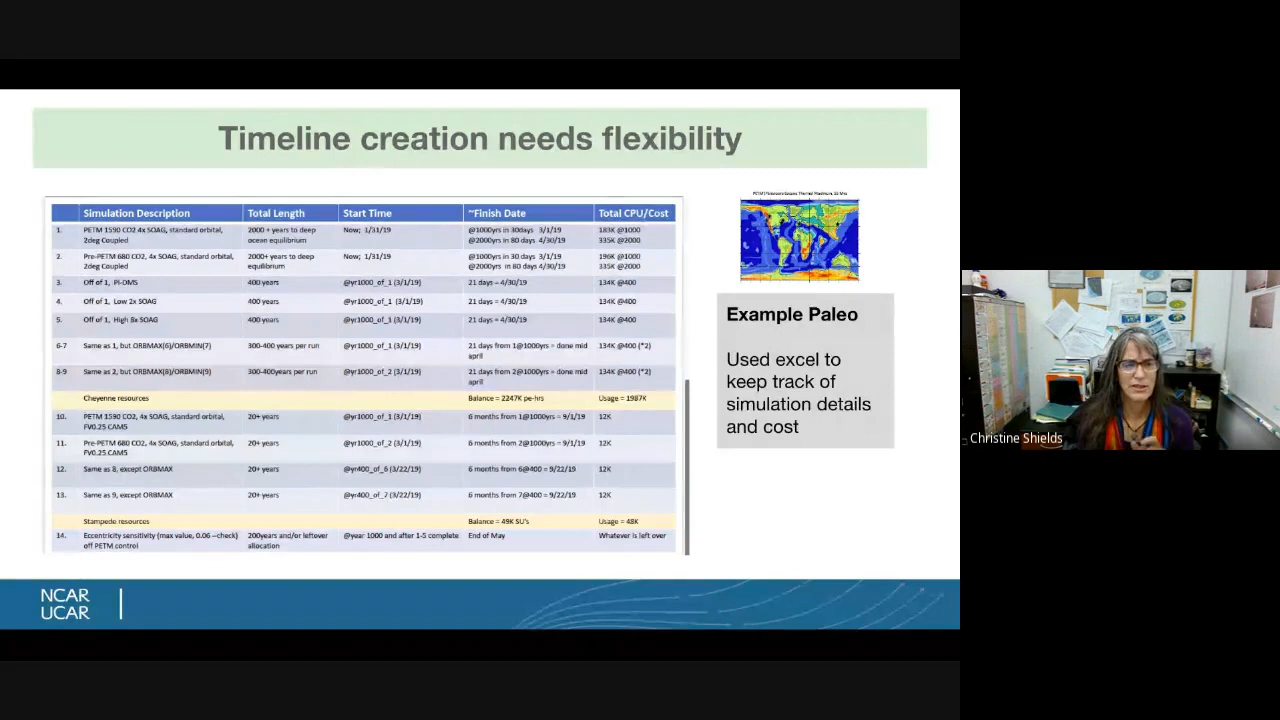 Timeline creation needs flexibility
Simulation Description Total Length Start Time ~Finish Date Total CPU/Cost
1. PETM 1590 CO2 4x SOAG, standard orbital, 2000 + years to deep Now; 1/31/19 @1000yrs in 30days 3/1/19 183K @1000
2deg Coupled ocean equilibrium @2000yrs in 80 days 4/30/19 335K @2000
2. Pre-PETM 680 CO2, 4x SOAG, standard orbital, 2000+ years to deep Now; 1/31/19 @1000yrs in 30 days 3/1/19 196K @1000
2deg Coupled equilibrium @2000yrs in 80 days 4/30/19 335K @2000
3. Off of 1, PI-DMS 400 years @yr1000_of_1 (3/1/19) 21 days = 4/30/19 134K @400
4. Off of 1, Low 2x SOAG 400 years @yr1000_of_1 (3/1/19) 21 days = 4/30/19 134K @400
5. Off of 1, High 8x SOAG 400 years @yr1000_of_1 (3/1/19) 21 days = 4/30/19 134K @400
6-7 Same as 1, but ORBMAX(6)/ORBMIN(7) 300-400 years per run @yr1000_of_1 (3/1/19) 21 days from 1@1000yrs = done mid 134K @400 (*2)
april
8-9 Same as 2, but ORBMAX(8)/ORBMIN(9) 300-400years per run @yr1000_of_2 (3/1/19) 21 days from 2@1000yrs = done mid 134K @400 (*2)
april
Cheyenne resources Balance = 2247K pe-hrs Usage = 1987K
10. PETM 1590 CO2, 4x SOAG, standard orbital, 20+ years @yr1000_of_1 (3/1/19) 6 months from 1@1000yrs = 9/1/19 12K
FV0.25 CAM5
11. Pre-PETM 680 CO2, 4x SOAG, standard orbital, 20+ years @yr1000_of_2 (3/1/19) 6 months from 2@1000yrs = 9/1/19 12K
FV0.25 CAM5
12. Same as 8, except ORBMAX 20+ years @yr400_of_6 (3/22/19) 6 months from 6@400 = 9/22/19 12K
13. Same as 9, except ORBMAX 20+ years @yr400_of_7 (3/22/19) 6 months from 7@400 = 9/22/19 12K
Stampede resources Balance = 49K SU's Usage = 48K
14. Eccentricity sensitivity (max value, 0.06 --check) 200years and/or leftover @year 1000 and after 1-5 complete End of May Whatever is left over
off PETM control allocation
Example Paleo
Used excel to
keep track of
simulation details
and cost
NCAR
UCAR
Christine Shields